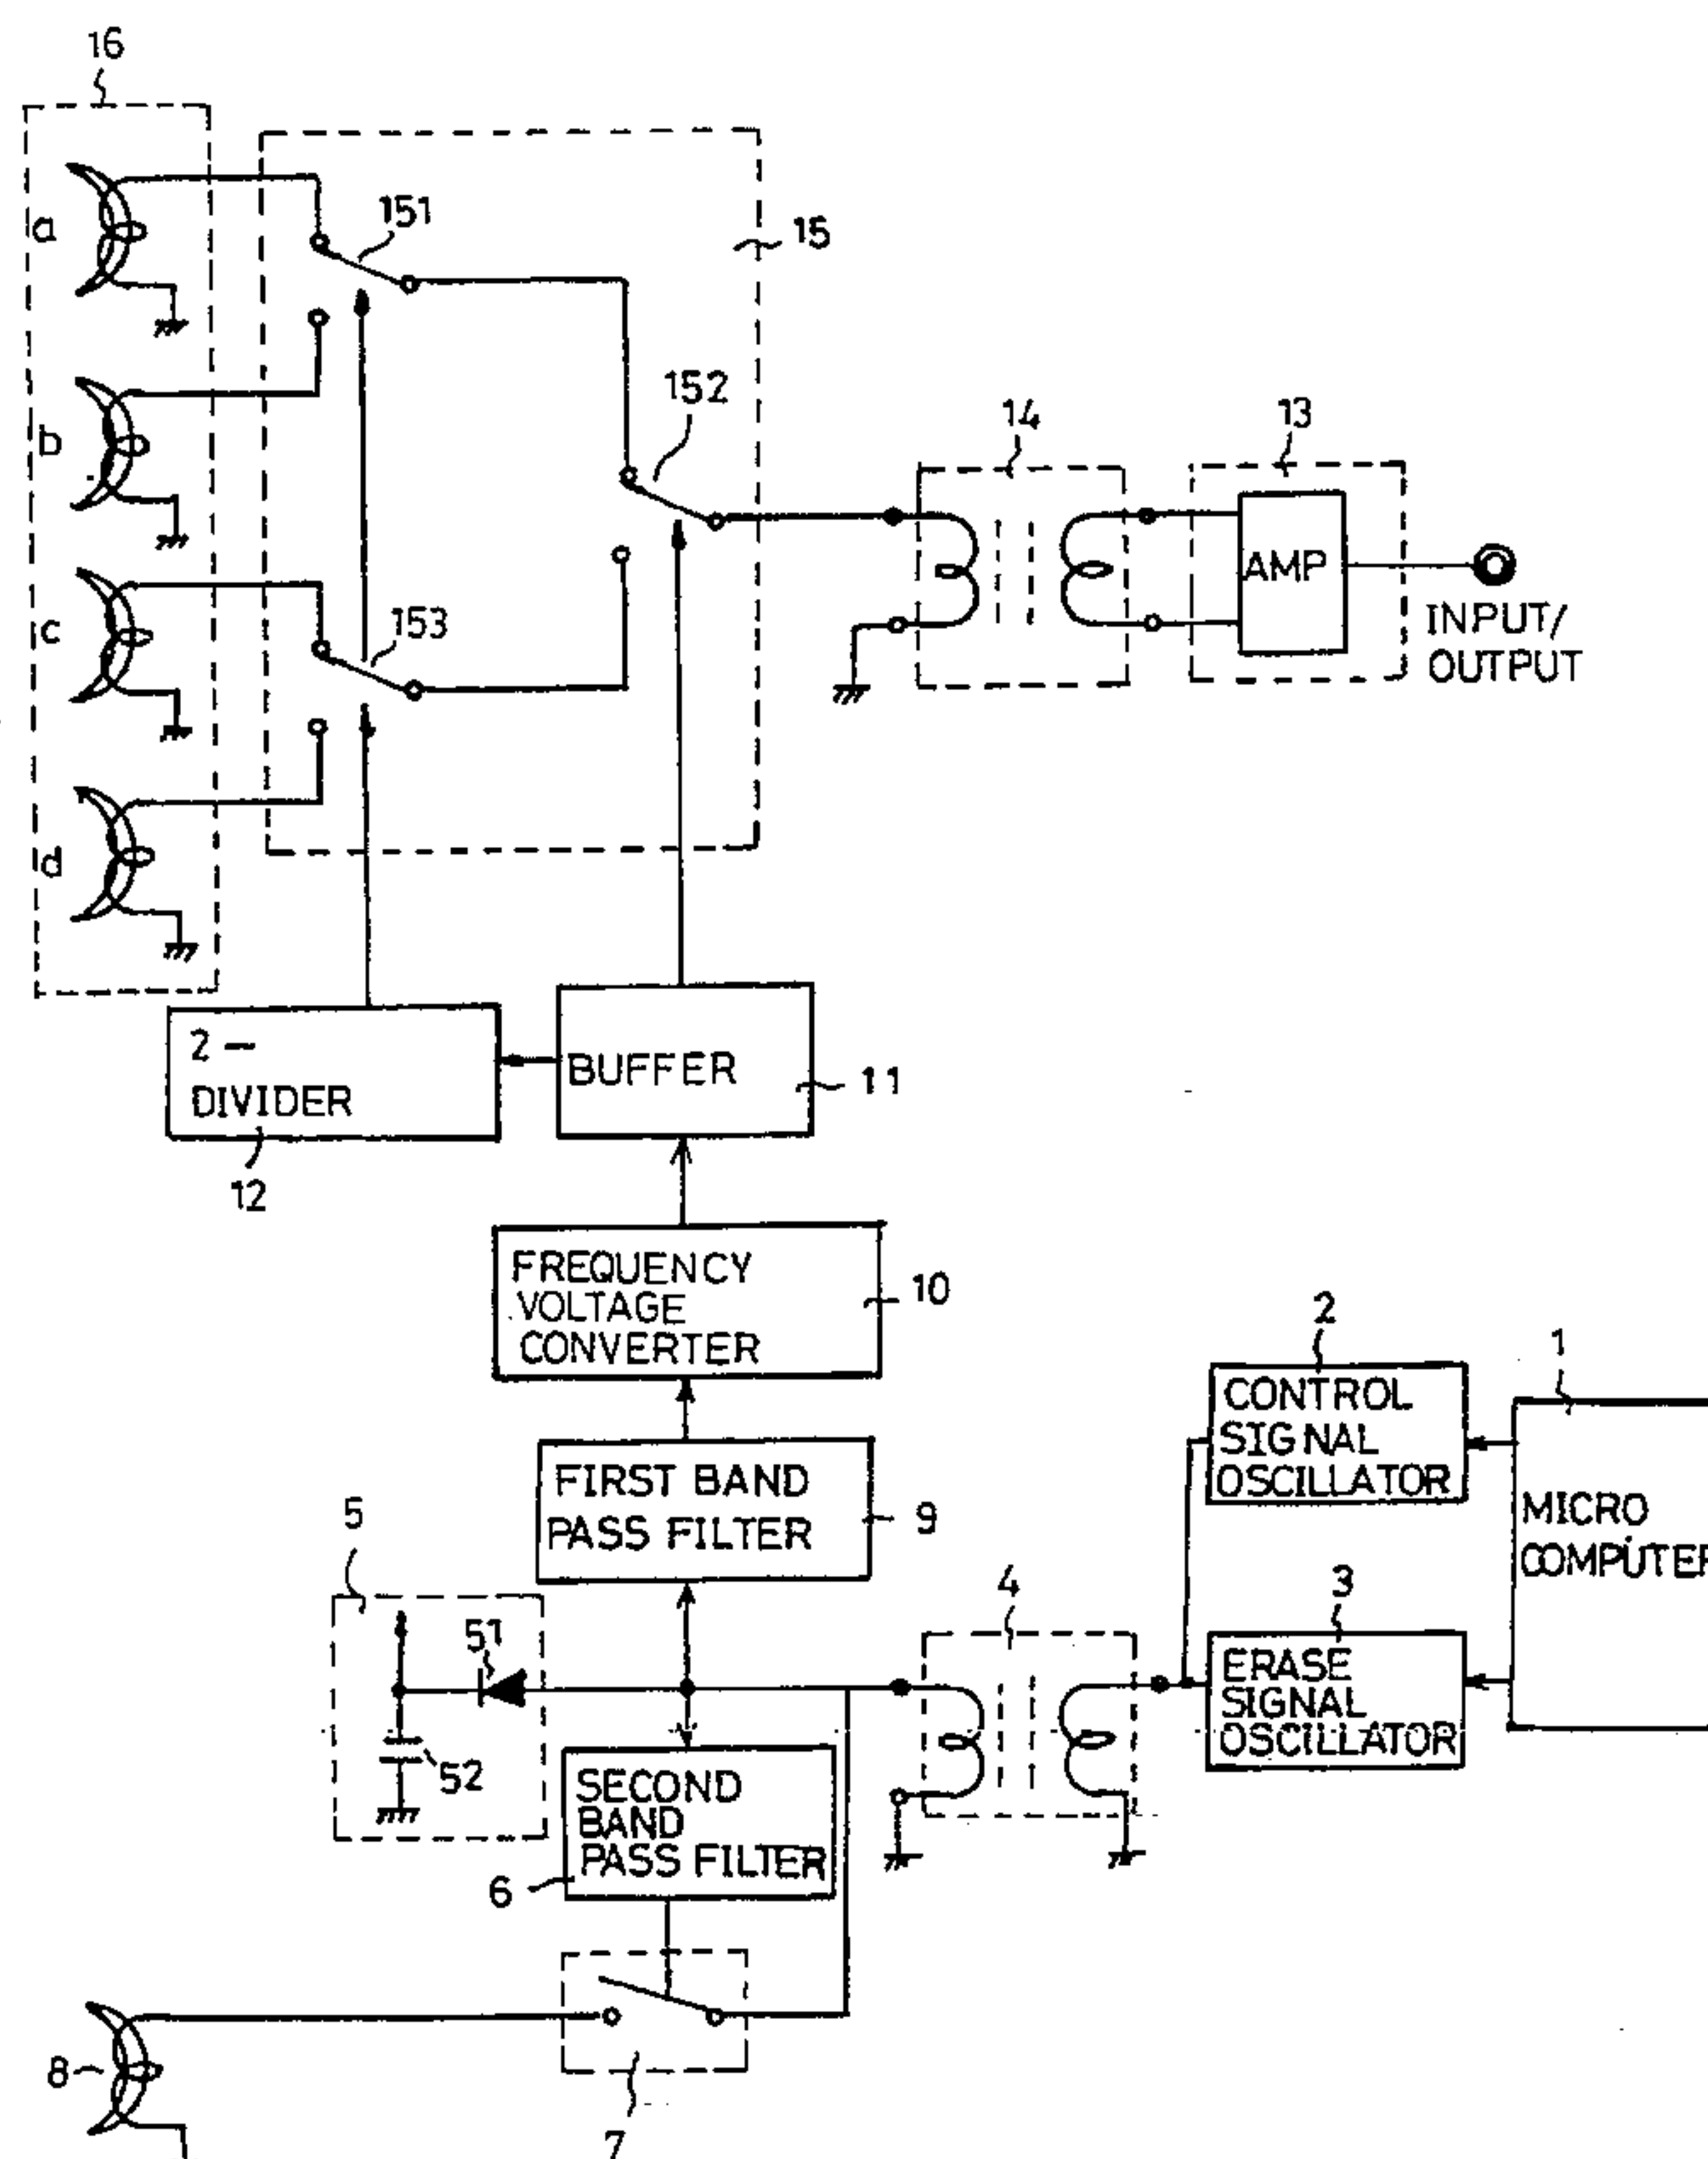 16
a
151
15
b
152
14
13
AMP
INPUT/
OUTPUT
c
153
d
2 —
DIVIDER
12
BUFFER
11
FREQUENCY
VOLTAGE
CONVERTER
10
2
CONTROL
SIGNAL
OSCILLATOR
1
MICRO
COMPUTER
FIRST BAND
PASS FILTER
9
5
51
52
4
3
ERASE
SIGNAL
OSCILLATOR
SECOND
BAND
PASS FILTER
6
8
7